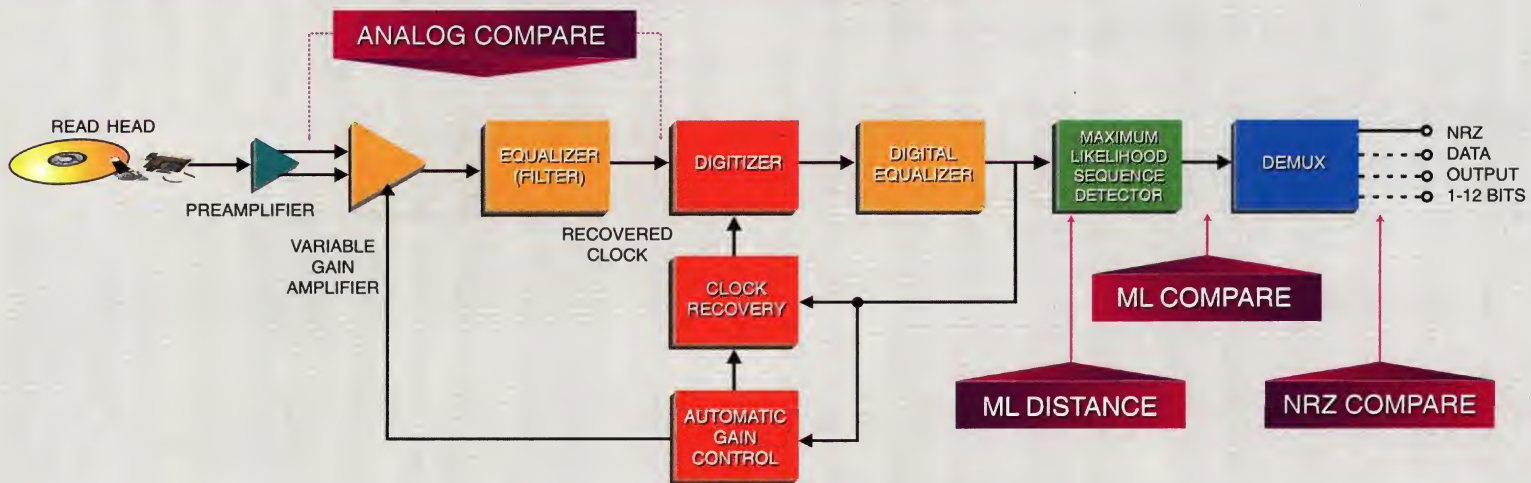 ANALOG COMPARE
READ HEAD
PREAMPLIFIER
VARIABLE
GAIN
AMPLIFIER
EQUALIZER
(FILTER)
DIGITIZER
RECOVERED
CLOCK
DIGITAL
EQUALIZER
MAXIMUM
LIKELIHOOD
SEQUENCE
DETECTOR
DEMUX
NRZ
DATA
OUTPUT
1-12 BITS
CLOCK
RECOVERY
AUTOMATIC
GAIN
CONTROL
ML COMPARE
ML DISTANCE
NRZ COMPARE